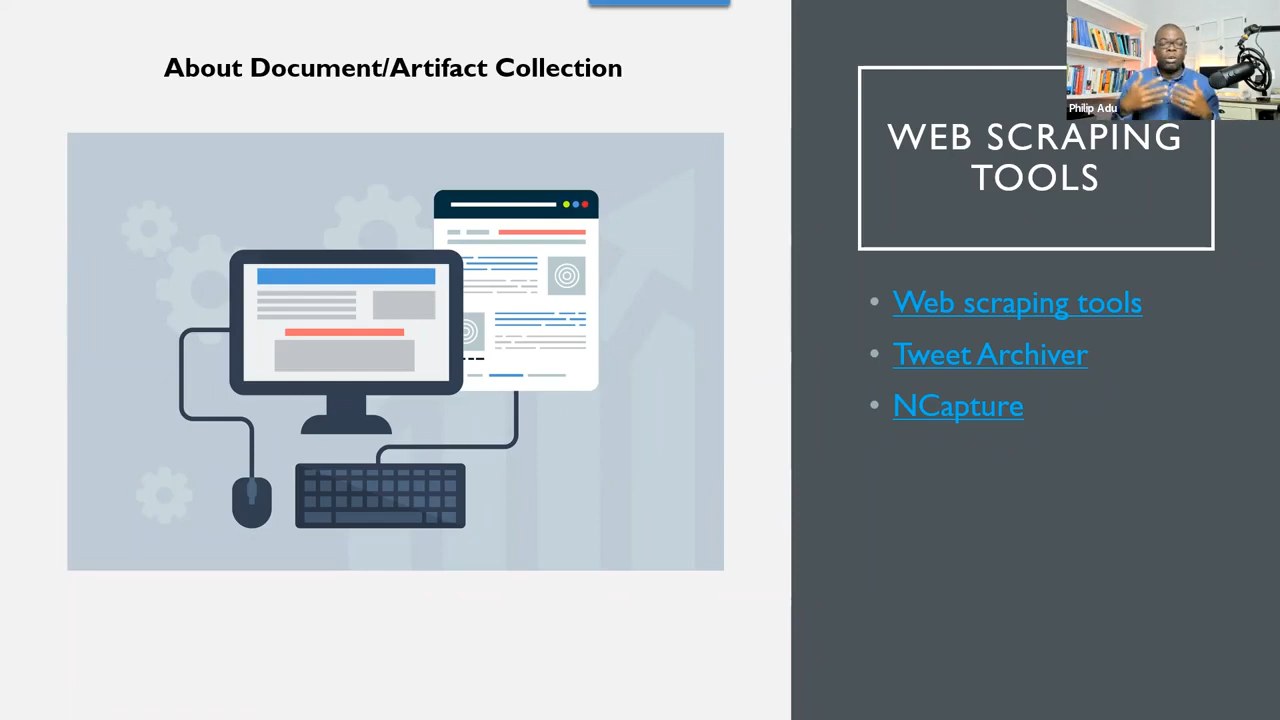 About Document/Artifact Collection
Philip Adu
WEB SCRAPING
TOOLS
• Web scraping tools
• Tweet Archiver
• NCapture